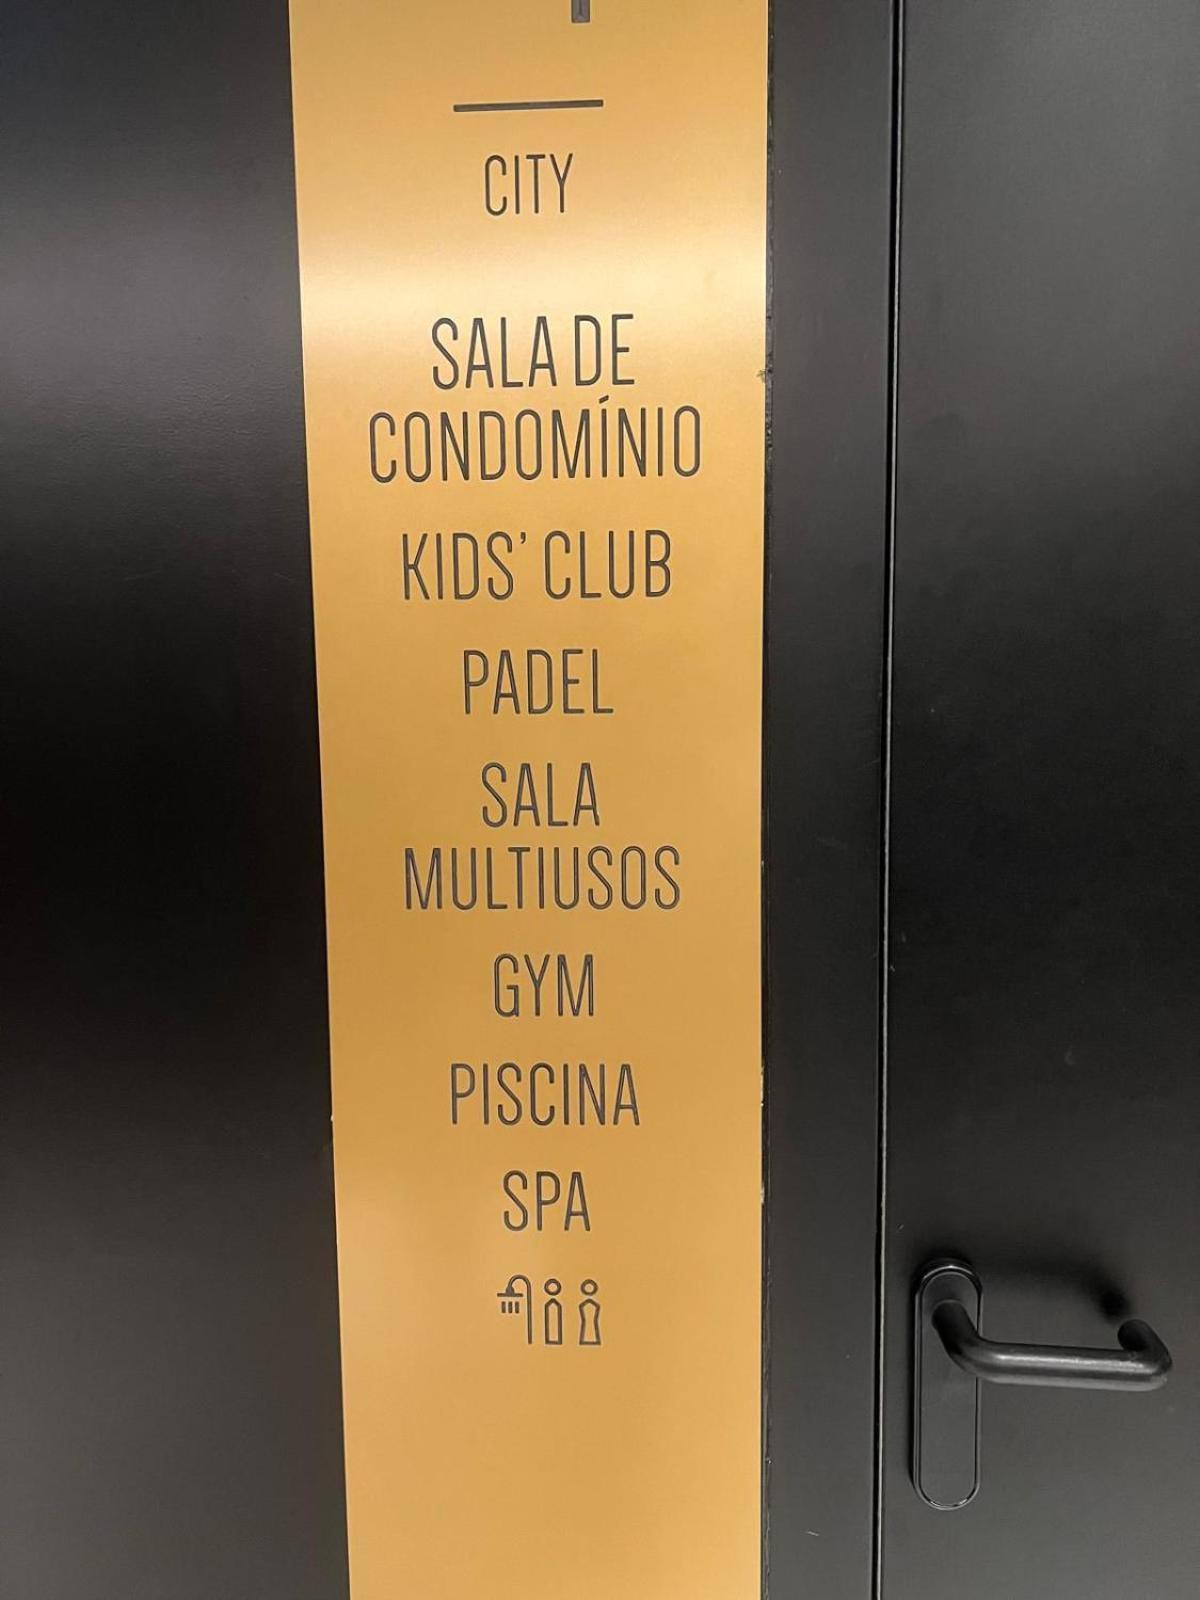 CITY
SALA DE
CONDOMÍNIO
KIDS' CLUB
PADEL
SALA
MULTIUSOS
GYM
PISCINA
SPA